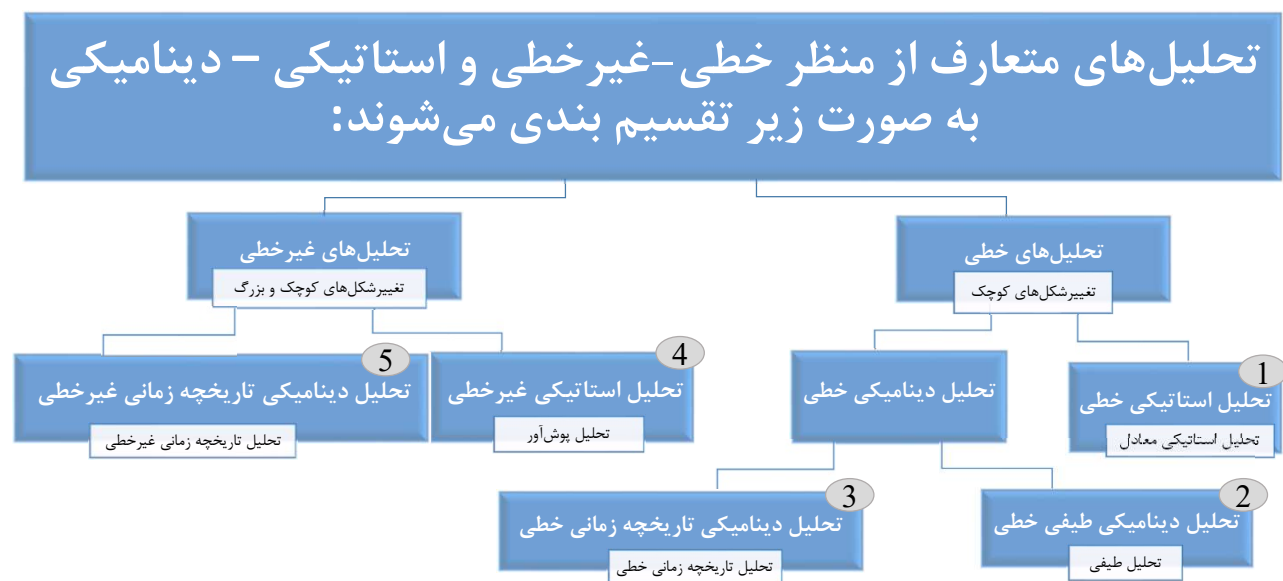 تحلیل‌های متعارف از منظر خطی-غیرخطی و استاتیکی – دینامیکی
به صورت زیر تقسیم بندی می‌شوند:
تحلیل‌های خطی
تغییرشکل‌های کوچک
تحلیل‌های غیرخطی
تغییرشکل‌های کوچک و بزرگ
1
تحلیل استاتیکی خطی
تحلیل استاتیکی معادل
تحلیل دینامیکی خطی
4
تحلیل استاتیکی غیرخطی
تحلیل پوش‌آور
5
تحلیل دینامیکی تاریخچه زمانی غیرخطی
تحلیل تاریخچه زمانی غیرخطی
2
تحلیل دینامیکی طیفی خطی
تحلیل طیفی
3
تحلیل دینامیکی تاریخچه زمانی خطی
تحلیل تاریخچه زمانی خطی